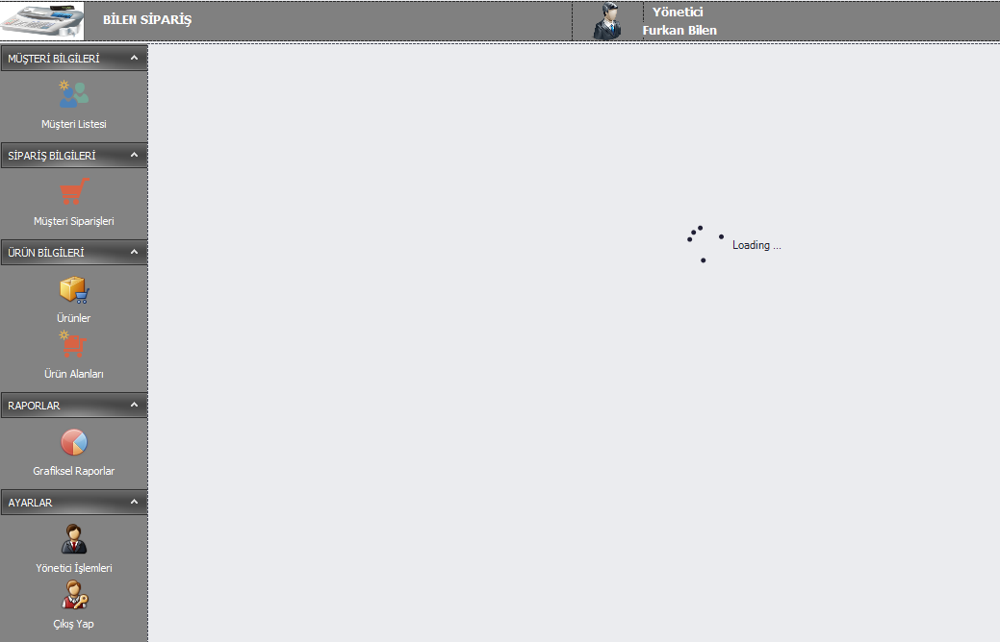 BİLEN SİPARİŞ
Yönetici
Furkan Bilen
MÜŞTERİ BİLGİLERİ
Müşteri Listesi
SİPARİŞ BİLGİLERİ
Müşteri Siparişleri
ÜRÜN BİLGİLERİ
Ürünler
Ürün Alanları
RAPORLAR
Grafiksel Raporlar
AYARLAR
Yönetici İşlemleri
Çıkış Yap
Loading ...